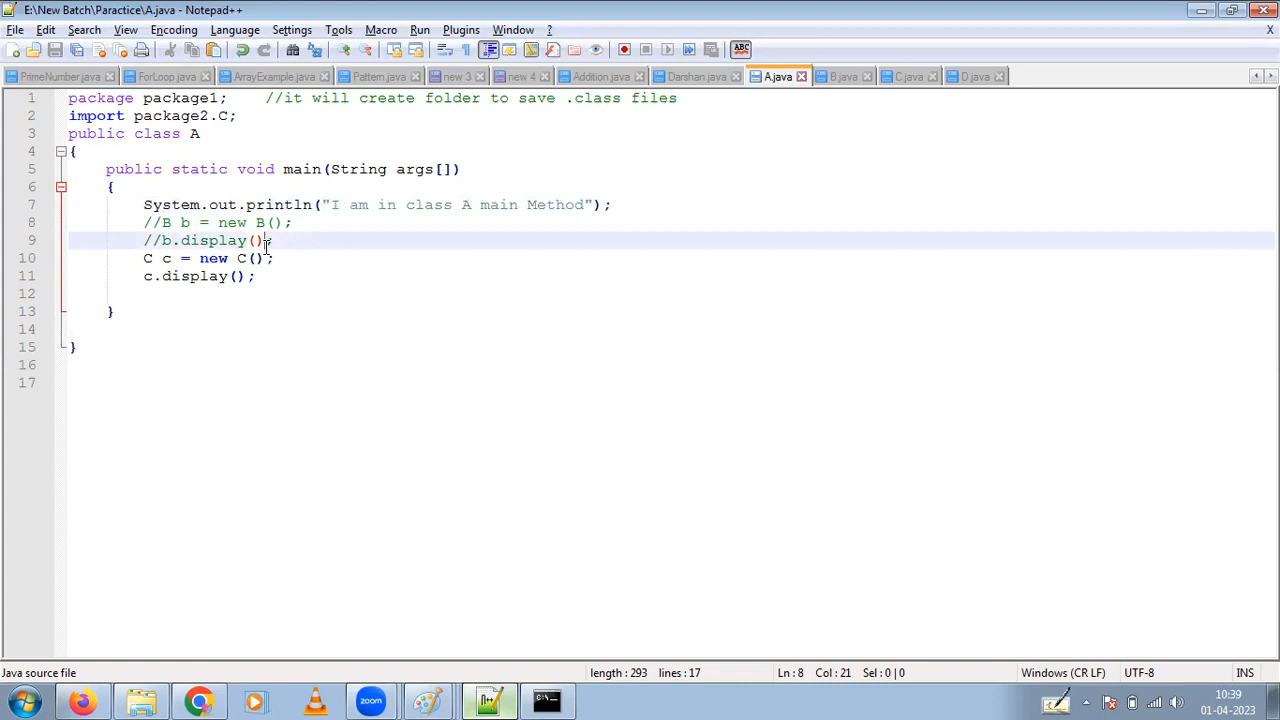 E:\New Batch\Paractice\A.java - Notepad++
File Edit Search View Encoding Language Settings Tools Macro Run Plugins Window ? X
ABC
PrimeNumber.java ForLoop.java ArrayExample.java Pattern.java new 3 new 4 Addtion.java Darshan.java A.java B.java C.java D.java
1 package package1; //it will create folder to save .class files
2 import package2.C;
3 public class A
4 {
5 public static void main(String args[])
6 {
7 System.out.println("I am in class A main Method");
8 //B b = new B();
9 //b.display();
10 C c = new C();
11 c.display();
12
13 }
14
15 }
16
17
Java source file length : 293 lines : 17 Ln : 8 Col : 21 Sel : 0 | 0 Windows (CR LF) UTF-8 INS
zoom
10:39
01-04-2023